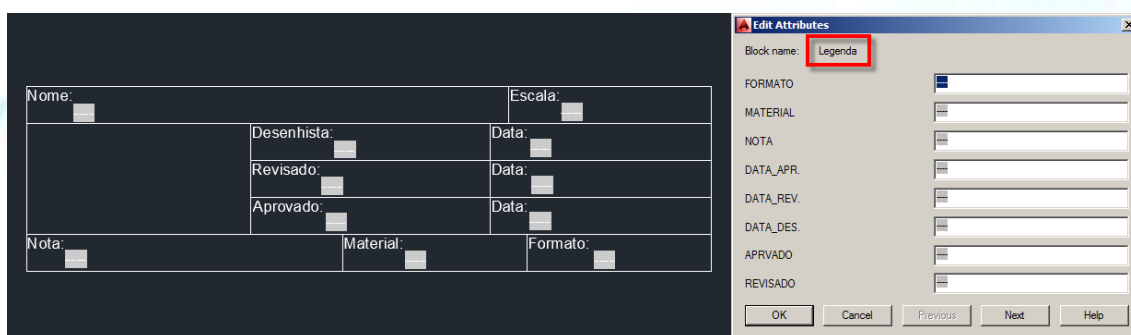 Nome: ---- Escala: ----
Desenhista: ---- Data: ----
Revisado: ---- Data: ----
Aprovado: ---- Data: ----
Nota: ---- Material: ---- Formato: ----
Edit Attributes
Block name: Legenda
FORMATO ----
MATERIAL ----
NOTA ----
DATA_APR. ----
DATA_REV. ----
DATA_DES. ----
APRVADO ----
REVISADO ----
OK Cancel Previous Next Help